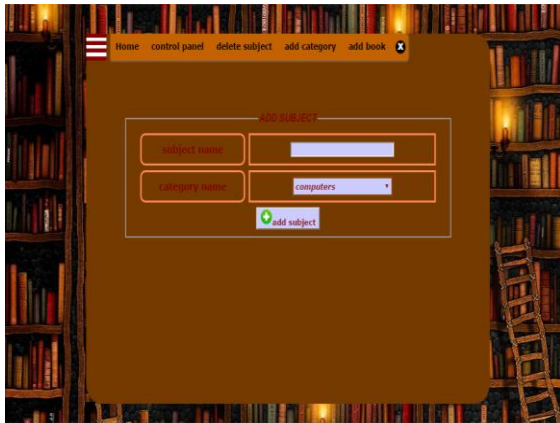 Home control panel delete subject add category add book X
ADD SUBJECT
subject name
category name computers
add subject